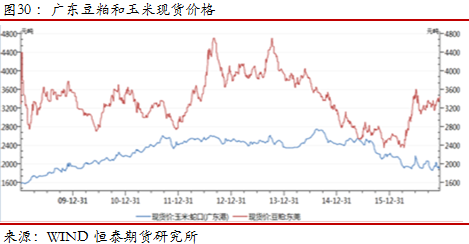 图30： 广东豆粕和玉米现货价格
元/吨 元/吨
4800 4800
4400 4400
4000 4000
3600 3600
3200 3200
2800 2800
2400 2400
2000 2000
1600 1600
09-12-31 10-12-31 11-12-31 12-12-31 13-12-31 14-12-31 15-12-31
现货价:玉米:蛇口(广东港) 现货价:豆粕:东莞
来源：WIND 恒泰期货研究所